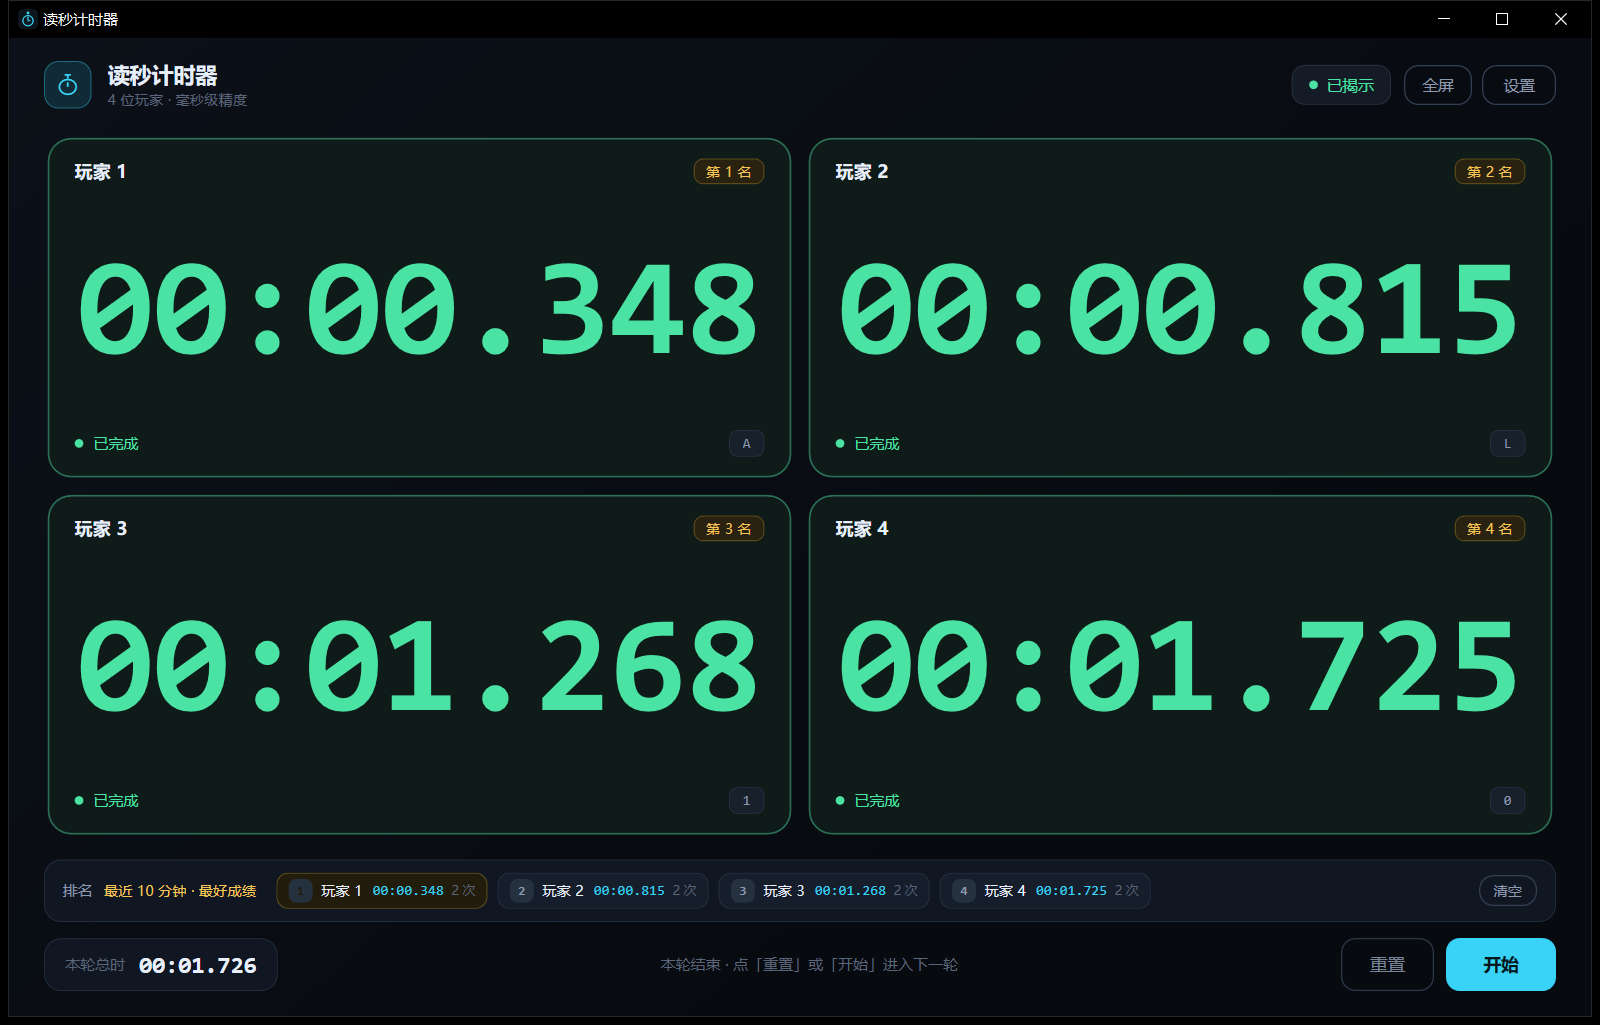 读秒计时器
读秒计时器
4 位玩家 · 毫秒级精度
已揭示
全屏
设置
玩家 1
第 1 名
00:00.348
已完成
A
玩家 2
第 2 名
00:00.815
已完成
L
玩家 3
第 3 名
00:01.268
已完成
1
玩家 4
第 4 名
00:01.725
已完成
0
排名 最近 10 分钟 · 最好成绩
1 玩家 1 00:00.348 2 次
2 玩家 2 00:00.815 2 次
3 玩家 3 00:01.268 2 次
4 玩家 4 00:01.725 2 次
清空
本轮总时 00:01.726
本轮结束 · 点「重置」或「开始」进入下一轮
重置
开始